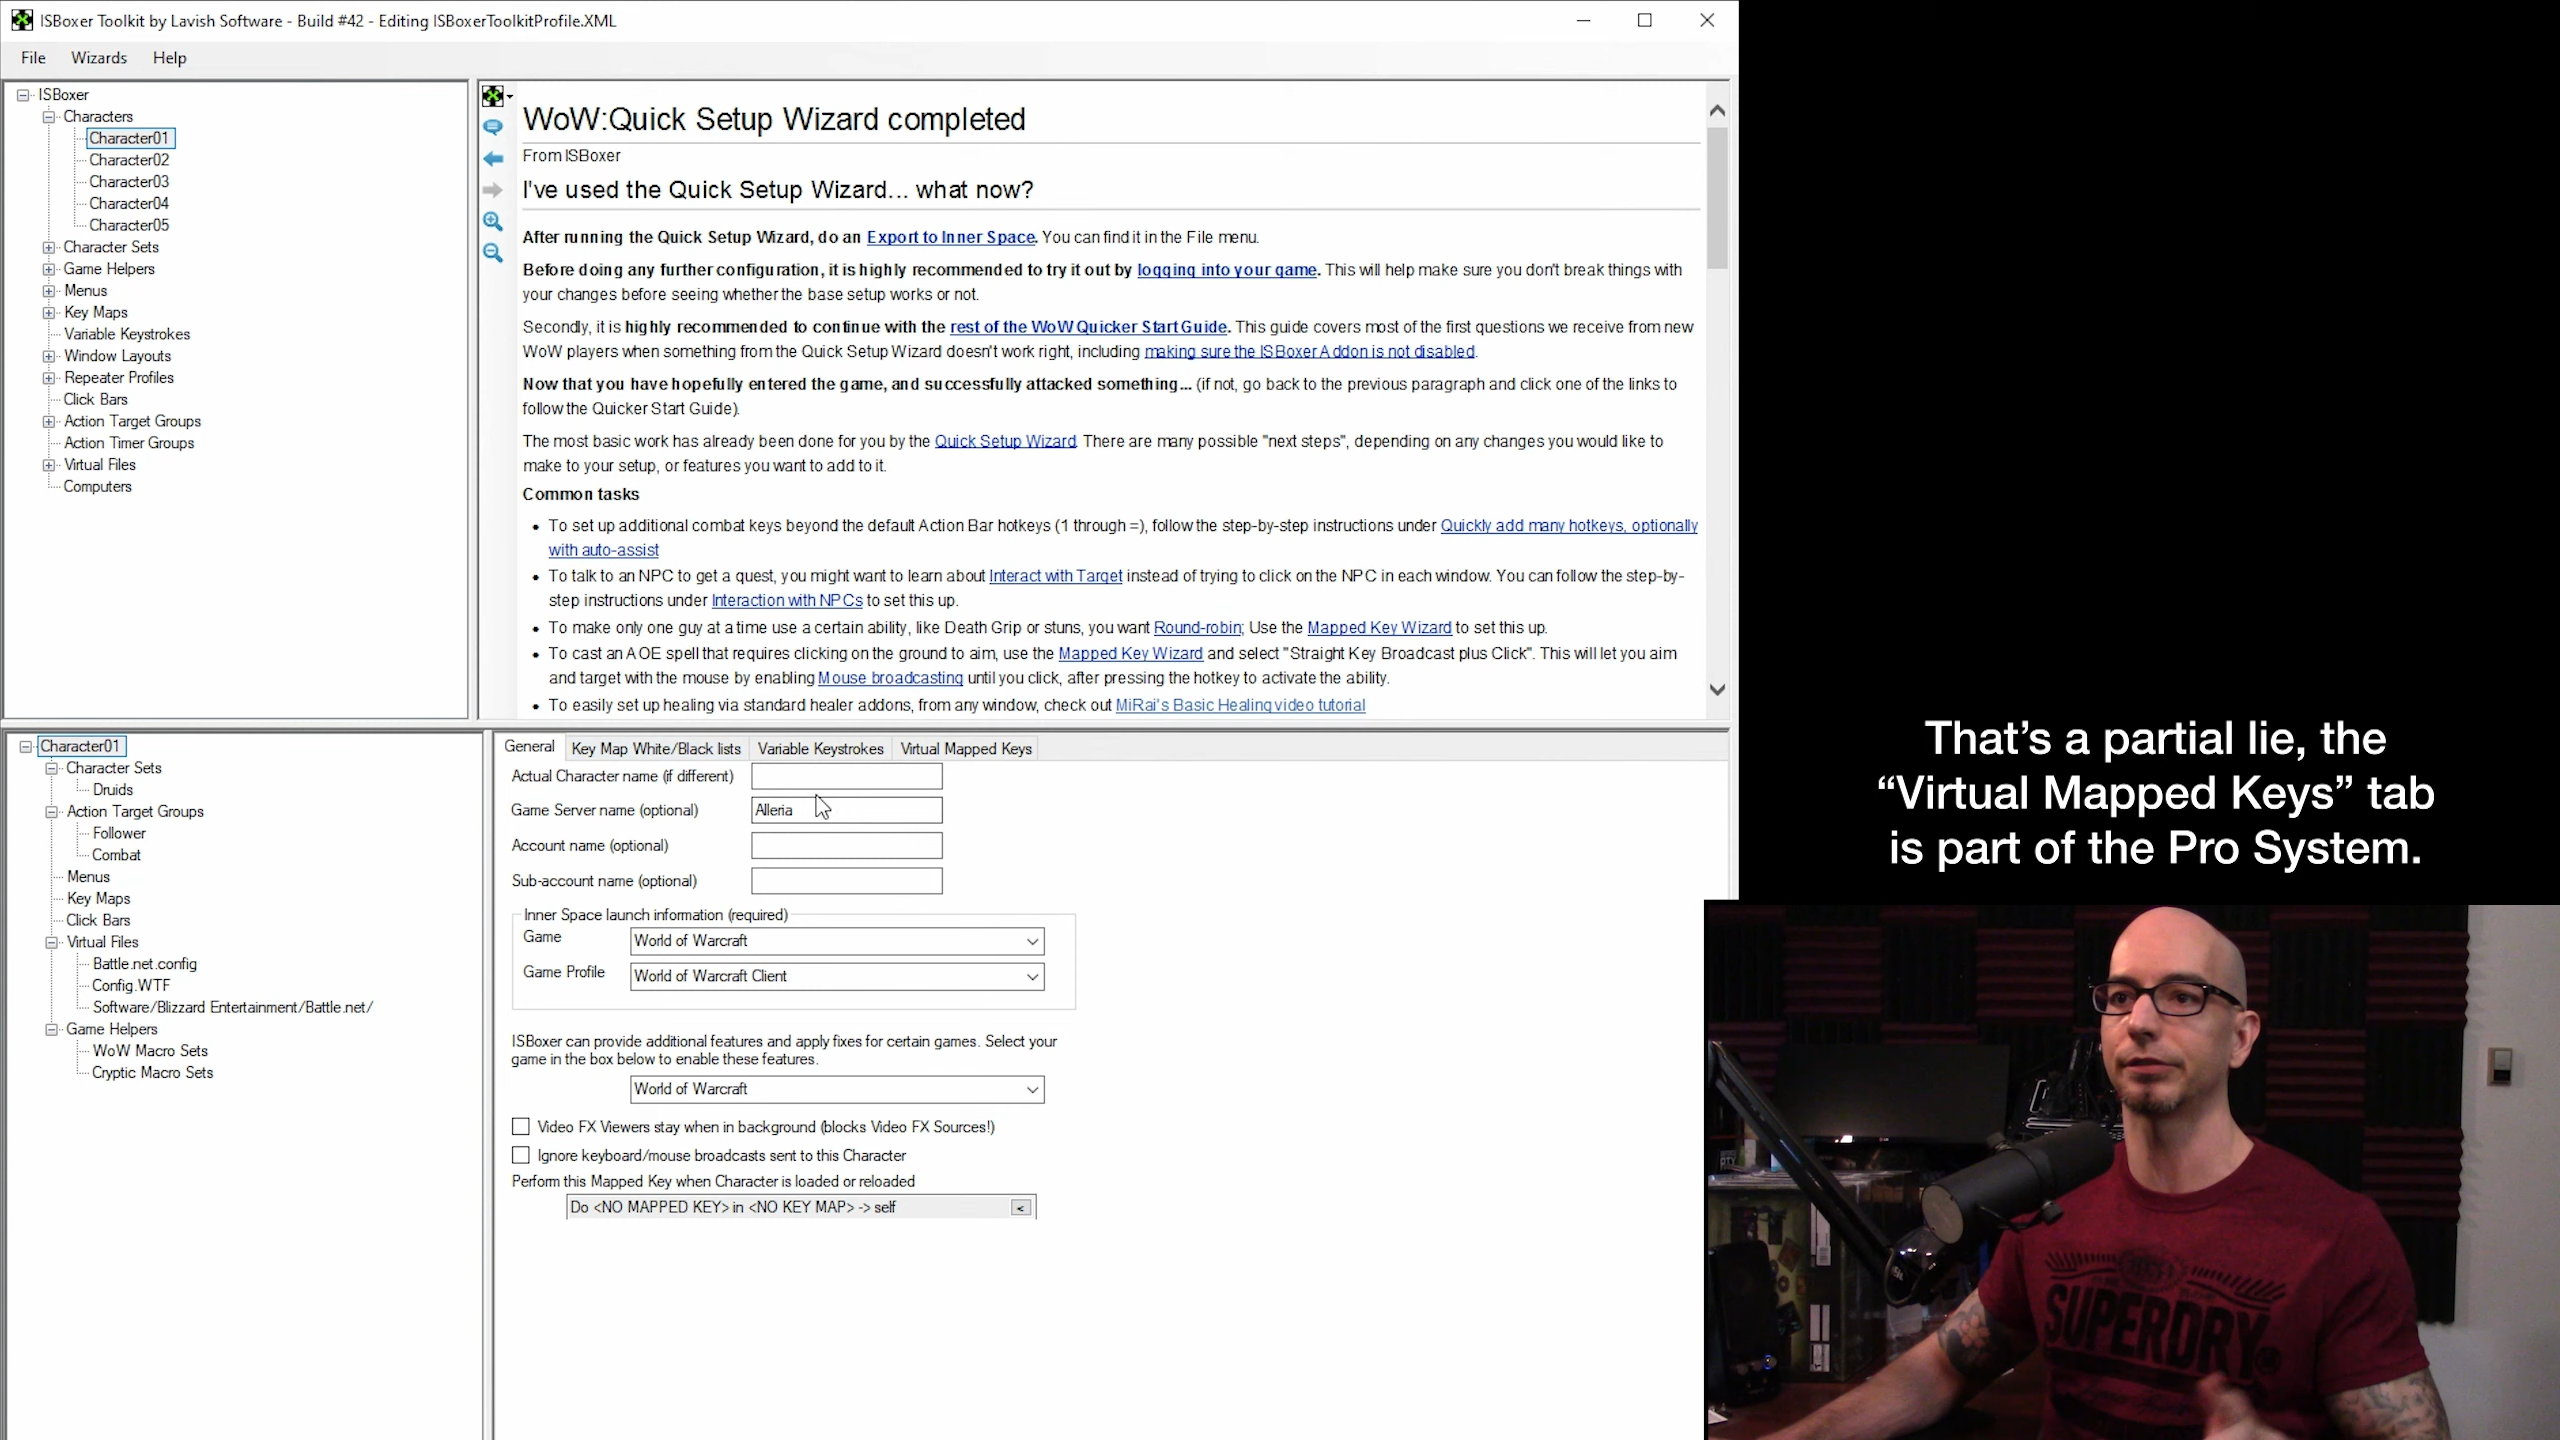 ISBoxer Toolkit by Lavish Software - Build #42 - Editing ISBoxerToolkitProfile.XML
File Wizards Help
ISBoxer
Characters
Character01
Character02
Character03
Character04
Character05
Character Sets
Game Helpers
Menus
Key Maps
Variable Keystrokes
Window Layouts
Repeater Profiles
Click Bars
Action Target Groups
Action Timer Groups
Virtual Files
Computers
WoW:Quick Setup Wizard completed
From ISBoxer
I've used the Quick Setup Wizard... what now?
After running the Quick Setup Wizard, do an Export to Inner Space. You can find it in the File menu.
Before doing any further configuration, it is highly recommended to try it out by logging into your game. This will help make sure you don't break things with
your changes before seeing whether the base setup works or not.
Secondly, it is highly recommended to continue with the rest of the WoW Quicker Start Guide. This guide covers most of the first questions we receive from new
WoW players when something from the Quick Setup Wizard doesn't work right, including making sure the ISBoxer Addon is not disabled.
Now that you have hopefully entered the game, and successfully attacked something... (if not, go back to the previous paragraph and click one of the links to
follow the Quicker Start Guide).
The most basic work has already been done for you by the Quick Setup Wizard. There are many possible "next steps", depending on any changes you would like to
make to your setup, or features you want to add to it.
Common tasks
• To set up additional combat keys beyond the default Action Bar hotkeys (1 through =), follow the step-by-step instructions under Quickly add many hotkeys, optionally
with auto-assist
• To talk to an NPC to get a quest, you might want to learn about Interact with Target instead of trying to click on the NPC in each window. You can follow the step-by-
step instructions under Interaction with NPCs to set this up.
• To make only one guy at a time use a certain ability, like Death Grip or stuns, you want Round-robin; Use the Mapped Key Wizard to set this up.
• To cast an AOE spell that requires clicking on the ground to aim, use the Mapped Key Wizard and select "Straight Key Broadcast plus Click". This will let you aim
and target with the mouse by enabling Mouse broadcasting until you click, after pressing the hotkey to activate the ability.
• To easily set up healing via standard healer addons, from any window, check out MiRai's Basic Healing video tutorial
Character01
Character Sets
Druids
Action Target Groups
Follower
Combat
Menus
Key Maps
Click Bars
Virtual Files
Battle.net.config
Config.WTF
Software/Blizzard Entertainment/Battle.net/
Game Helpers
WoW Macro Sets
Cryptic Macro Sets
General Key Map White/Black lists Variable Keystrokes Virtual Mapped Keys
Actual Character name (if different)
Game Server name (optional) Alleria
Account name (optional)
Sub-account name (optional)
Inner Space launch information (required)
Game World of Warcraft
Game Profile World of Warcraft Client
ISBoxer can provide additional features and apply fixes for certain games. Select your
game in the box below to enable these features.
World of Warcraft
Video FX Viewers stay when in background (blocks Video FX Sources!)
Ignore keyboard/mouse broadcasts sent to this Character
Perform this Mapped Key when Character is loaded or reloaded
Do <NO MAPPED KEY> in <NO KEY MAP> -> self <
That's a partial lie, the
“Virtual Mapped Keys” tab
is part of the Pro System.
SUPERDRY